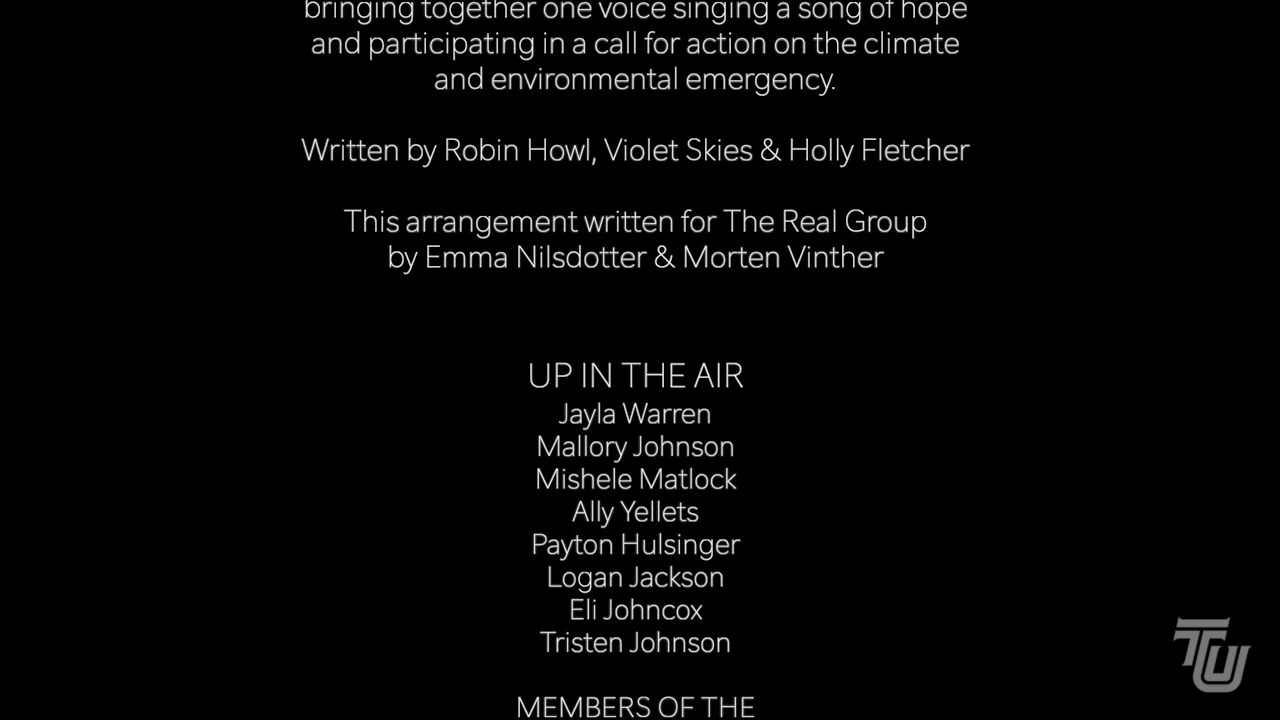 bringing together one voice singing a song of hope
and participating in a call for action on the climate
and environmental emergency.
Written by Robin Howl, Violet Skies & Holly Fletcher
This arrangement written for The Real Group
by Emma Nilsdotter & Morten Vinther
UP IN THE AIR
Jayla Warren
Mallory Johnson
Mishele Matlock
Ally Yellets
Payton Hulsinger
Logan Jackson
Eli Johncox
Tristen Johnson
TU
MEMBERS OF THE